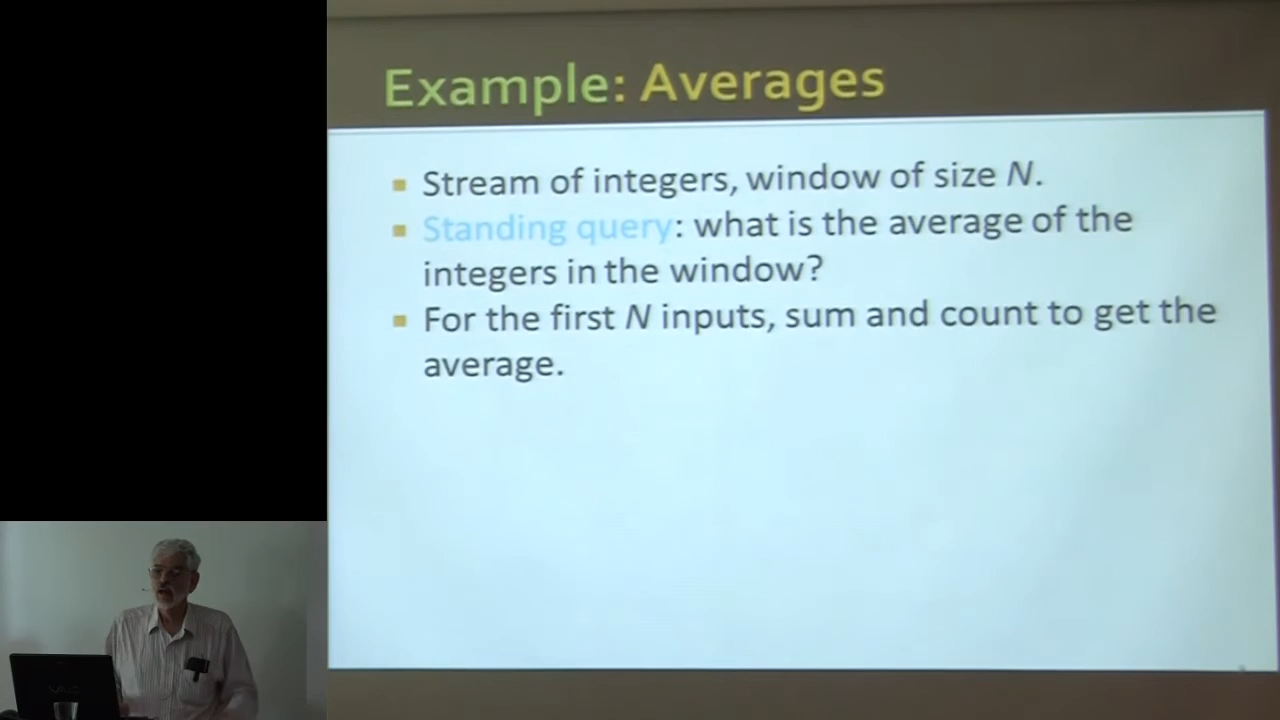 Example: Averages
Stream of integers, window of size N.
Standing query: what is the average of the
integers in the window?
For the first N inputs, sum and count to get the
average.
VAIO